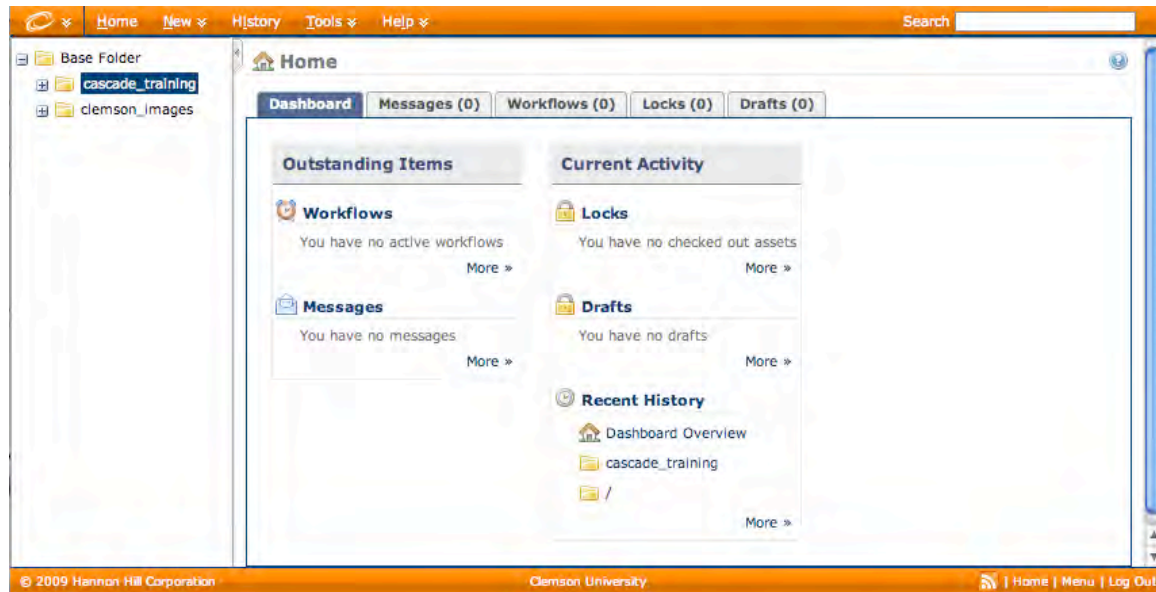 Home New History Tools Help Search
Base Folder
cascade_training
clemson_images
Home
Dashboard Messages (0) Workflows (0) Locks (0) Drafts (0)
Outstanding Items
Workflows
You have no active workflows
More »
Messages
You have no messages
More »
Current Activity
Locks
You have no checked out assets
More »
Drafts
You have no drafts
More »
Recent History
Dashboard Overview
cascade_training
/
More »
© 2009 Hannon Hill Corporation Clemson University | Home | Menu | Log Out